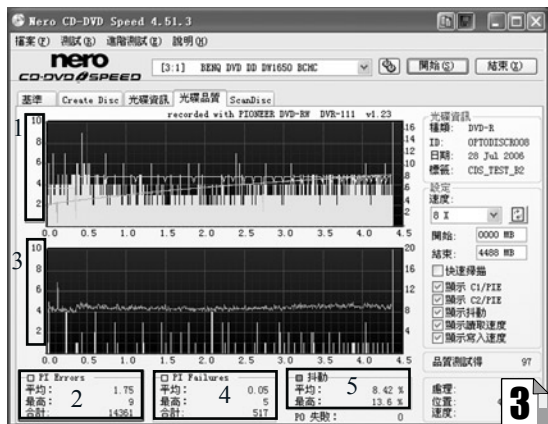 Nero CD-DVD Speed 4.51.3
檔案(F) 測試(R) 進階測試(E) 說明(H)
nero
CD·DVD SPEED
[3:1] BENQ DVD DD DW1650 BCHC
開始(S)
結束(X)
基準 Create Disc 光碟資訊 光碟品質 ScanDisc
recorded with PIONEER DVD-RW DVR-111 v1.23
1
10
8
6
4
2
16
14
12
10
8
6
4
2
0.0 0.5 1.0 1.5 2.0 2.5 3.0 3.5 4.0 4.5
3
10
8
6
4
2
20
16
12
8
4
0.0 0.5 1.0 1.5 2.0 2.5 3.0 3.5 4.0 4.5
PI Errors
平均: 1.75
最高: 9
合計: 14361
2
PI Failures
平均: 0.05
最高: 5
合計: 517
4
抖動
平均: 8.42 %
最高: 13.6 %
5
PO 失敗: 0
光碟資訊
種類: DVD-R
ID: OPTODISCR008
日期: 28 Jul 2006
標籤: CDS_TEST_B2
設定
速度:
8 X
開始: 0000 MB
結束: 4488 MB
快速掃描
顯示 C1/PIE
顯示 C2/PIE
顯示抖動
顯示讀取速度
顯示寫入速度
品質測試得 97
處理:
位置: 4
速度:
3